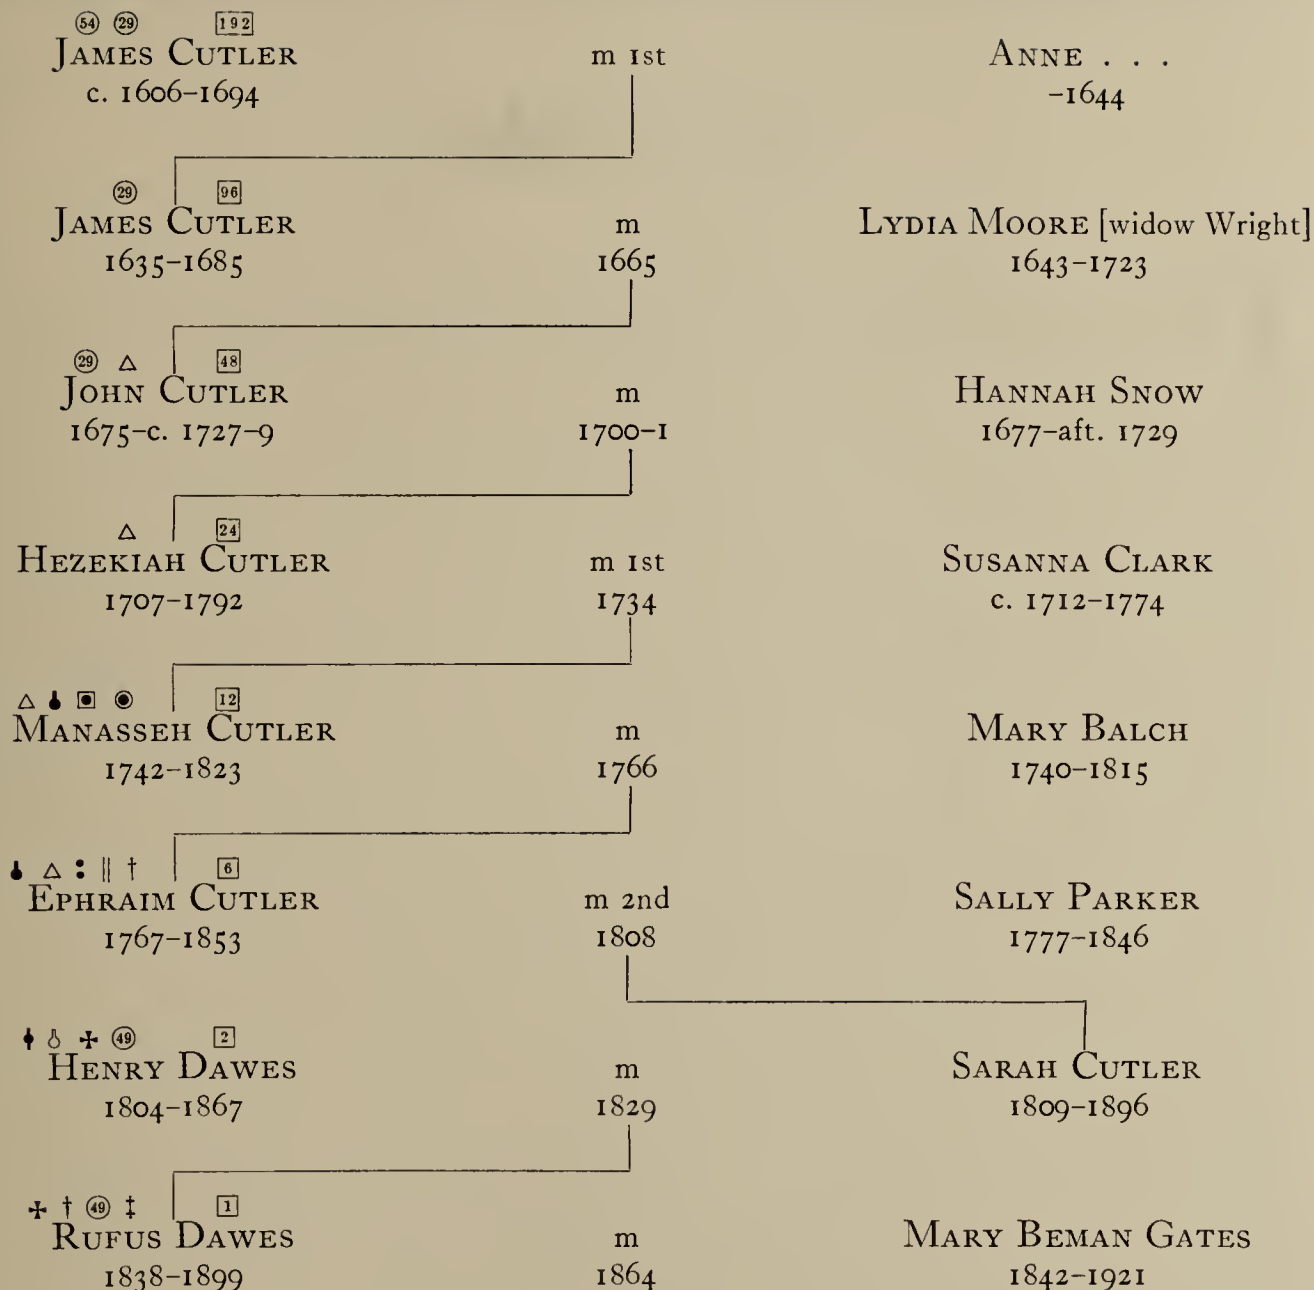 54 29 192
JAMES CUTLER m 1st ANNE . . .
c. 1606–1694 –1644
29 96
JAMES CUTLER m LYDIA MOORE [widow Wright]
1635–1685 1665 1643–1723
29 △ 48
JOHN CUTLER m HANNAH SNOW
1675–c. 1727–9 1700–1 1677–aft. 1729
△ 24
HEZEKIAH CUTLER m 1st SUSANNA CLARK
1707–1792 1734 c. 1712–1774
△ 12
MANASSEH CUTLER m MARY BALCH
1742–1823 1766 1740–1815
△ : || † 6
EPHRAIM CUTLER m 2nd SALLY PARKER
1767–1853 1808 1777–1846
✢ 49 2
HENRY DAWES m SARAH CUTLER
1804–1867 1829 1809–1896
✢ † 49 ‡ 1
RUFUS DAWES m MARY BEMAN GATES
1838–1899 1864 1842–1921